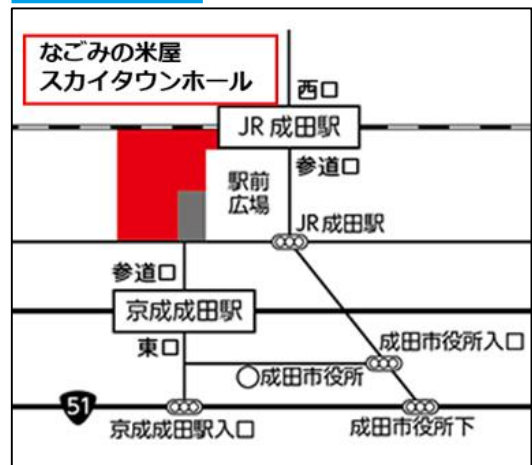 なごみの米屋
スカイタウンホール
西口
JR成田駅
参道口
駅前
広場
JR成田駅
参道口
京成成田駅
東口
成田市役所入口
成田市役所
51
京成成田駅入口
成田市役所下